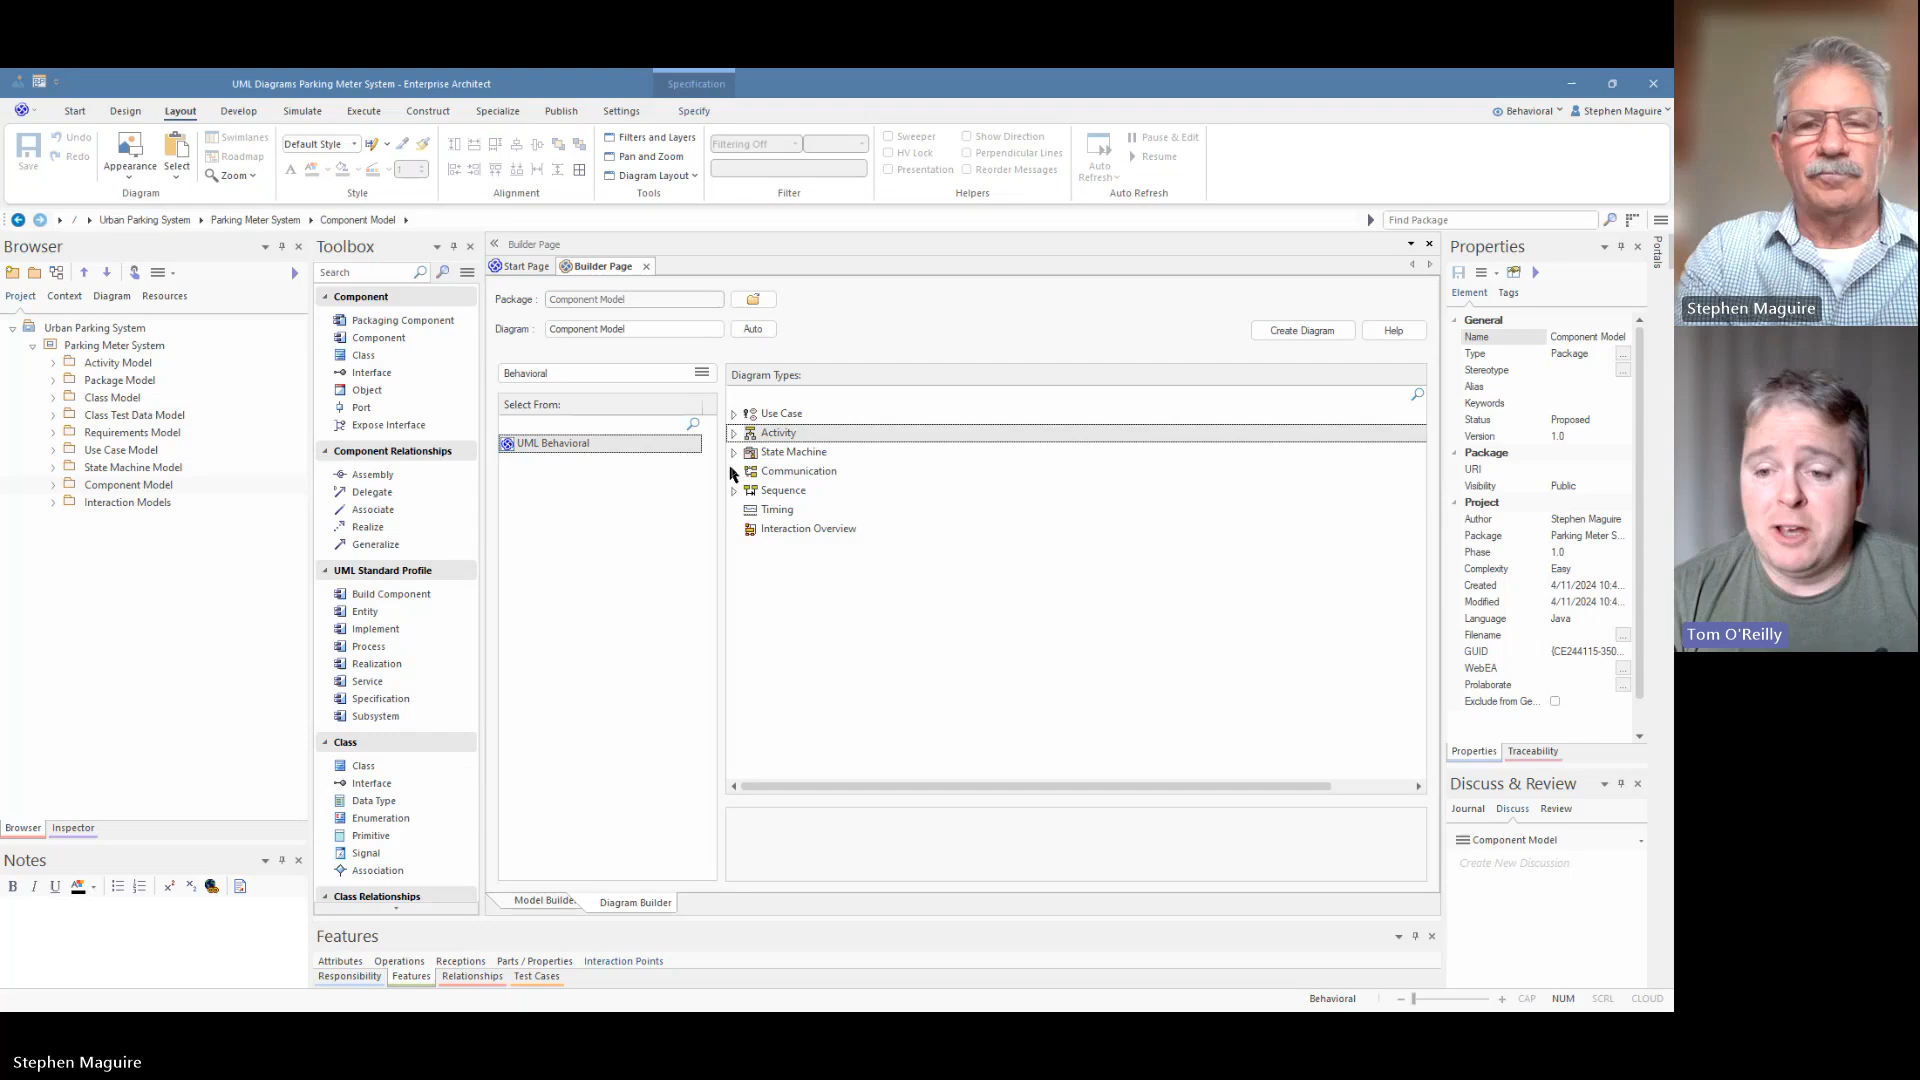 UML Diagrams Parking Meter System - Enterprise Architect
Specification
Start
Design
Layout
Develop
Simulate
Execute
Construct
Specialize
Publish
Settings
Specify
Behavioral
Stephen Maguire
Save
Undo
Redo
Appearance
Select
Swimlanes
Roadmap
Zoom
Diagram
Default Style
1
Style
Alignment
Filters and Layers
Pan and Zoom
Diagram Layout
Tools
Filtering Off
Filter
Sweeper
HV Lock
Presentation
Show Direction
Perpendicular Lines
Reorder Messages
Helpers
Auto
Refresh
Pause & Edit
Resume
Auto Refresh
/
Urban Parking System
Parking Meter System
Component Model
Find Package
Browser
Project
Context
Diagram
Resources
Urban Parking System
Parking Meter System
Activity Model
Package Model
Class Model
Class Test Data Model
Requirements Model
Use Case Model
State Machine Model
Component Model
Interaction Models
Browser
Inspector
Notes
B I U
Toolbox
Search
Component
Packaging Component
Component
Class
Interface
Object
Port
Expose Interface
Component Relationships
Assembly
Delegate
Associate
Realize
Generalize
UML Standard Profile
Build Component
Entity
Implement
Process
Realization
Service
Specification
Subsystem
Class
Class
Interface
Data Type
Enumeration
Primitive
Signal
Association
Class Relationships
Builder Page
Start Page
Builder Page
Package :
Component Model
Diagram :
Component Model
Auto
Create Diagram
Help
Behavioral
Select From:
UML Behavioral
Diagram Types:
Use Case
Activity
State Machine
Communication
Sequence
Timing
Interaction Overview
Model Builde
Diagram Builder
Features
Attributes
Operations
Receptions
Parts / Properties
Interaction Points
Responsibility
Features
Relationships
Test Cases
Properties
Portals
Element
Tags
General
Name Component Model
Type Package
Stereotype
Alias
Keywords
Status Proposed
Version 1.0
Package
URI
Visibility Public
Project
Author Stephen Maguire
Package Parking Meter S...
Phase 1.0
Complexity Easy
Created 4/11/2024 10:4...
Modified 4/11/2024 10:4...
Language Java
Filename
GUID {CE244115-350...
WebEA
Prolaborate
Exclude from Ge...
Properties
Traceability
Discuss & Review
Journal
Discuss
Review
Component Model
Create New Discussion
Behavioral
CAP
NUM
SCRL
CLOUD
Stephen Maguire
Tom O'Reilly
Stephen Maguire